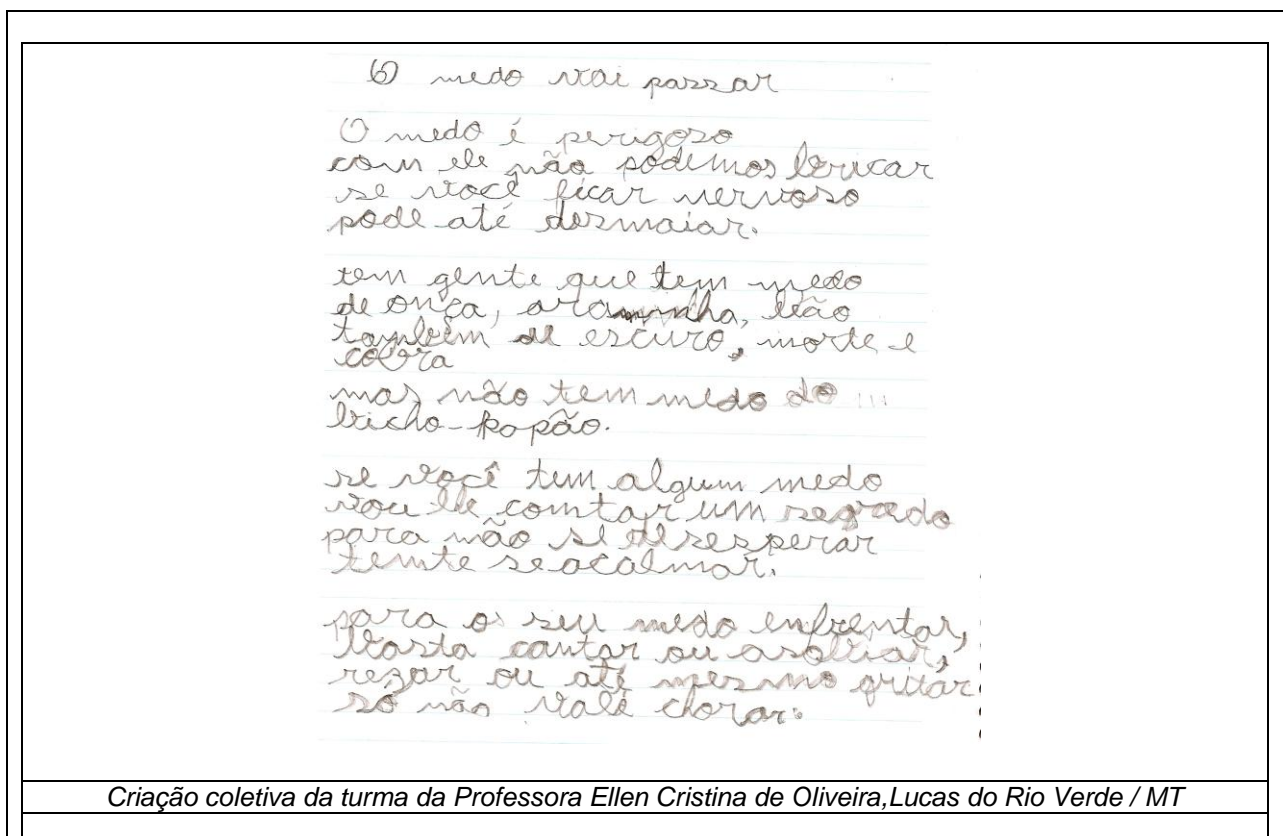 O medo vai passar
O medo é perigoso
com ele não podemos bricar
se você ficar nervoso
pode até desmaiar.
tem gente que tem medo
de onça, aranha, leão
também de escuro, morte e
cobra
mas não tem medo do ...
bicho-papão.
se você tem algum medo
vou lhe comtar um segredo
para não se desesperar
temte se acalmar.
para o seu medo enfrentar,
basta cantar ou asobiar,
rezar ou até mesmo gritar
só não vale chorar.
Criação coletiva da turma da Professora Ellen Cristina de Oliveira,Lucas do Rio Verde / MT